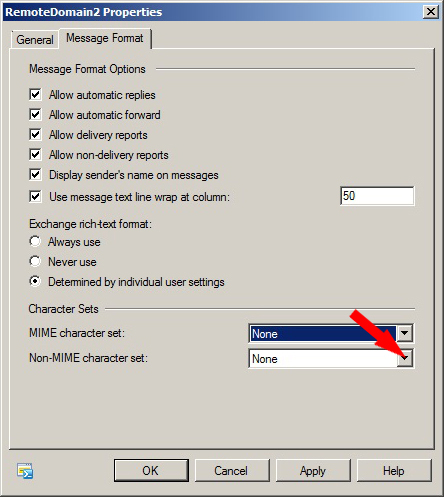 RemoteDomain2 Properties
General
Message Format
Message Format Options
Allow automatic replies
Allow automatic forward
Allow delivery reports
Allow non-delivery reports
Display sender's name on messages
Use message text line wrap at column: 50
Exchange rich-text format:
Always use
Never use
Determined by individual user settings
Character Sets
MIME character set: None
Non-MIME character set: None
OK Cancel Apply Help